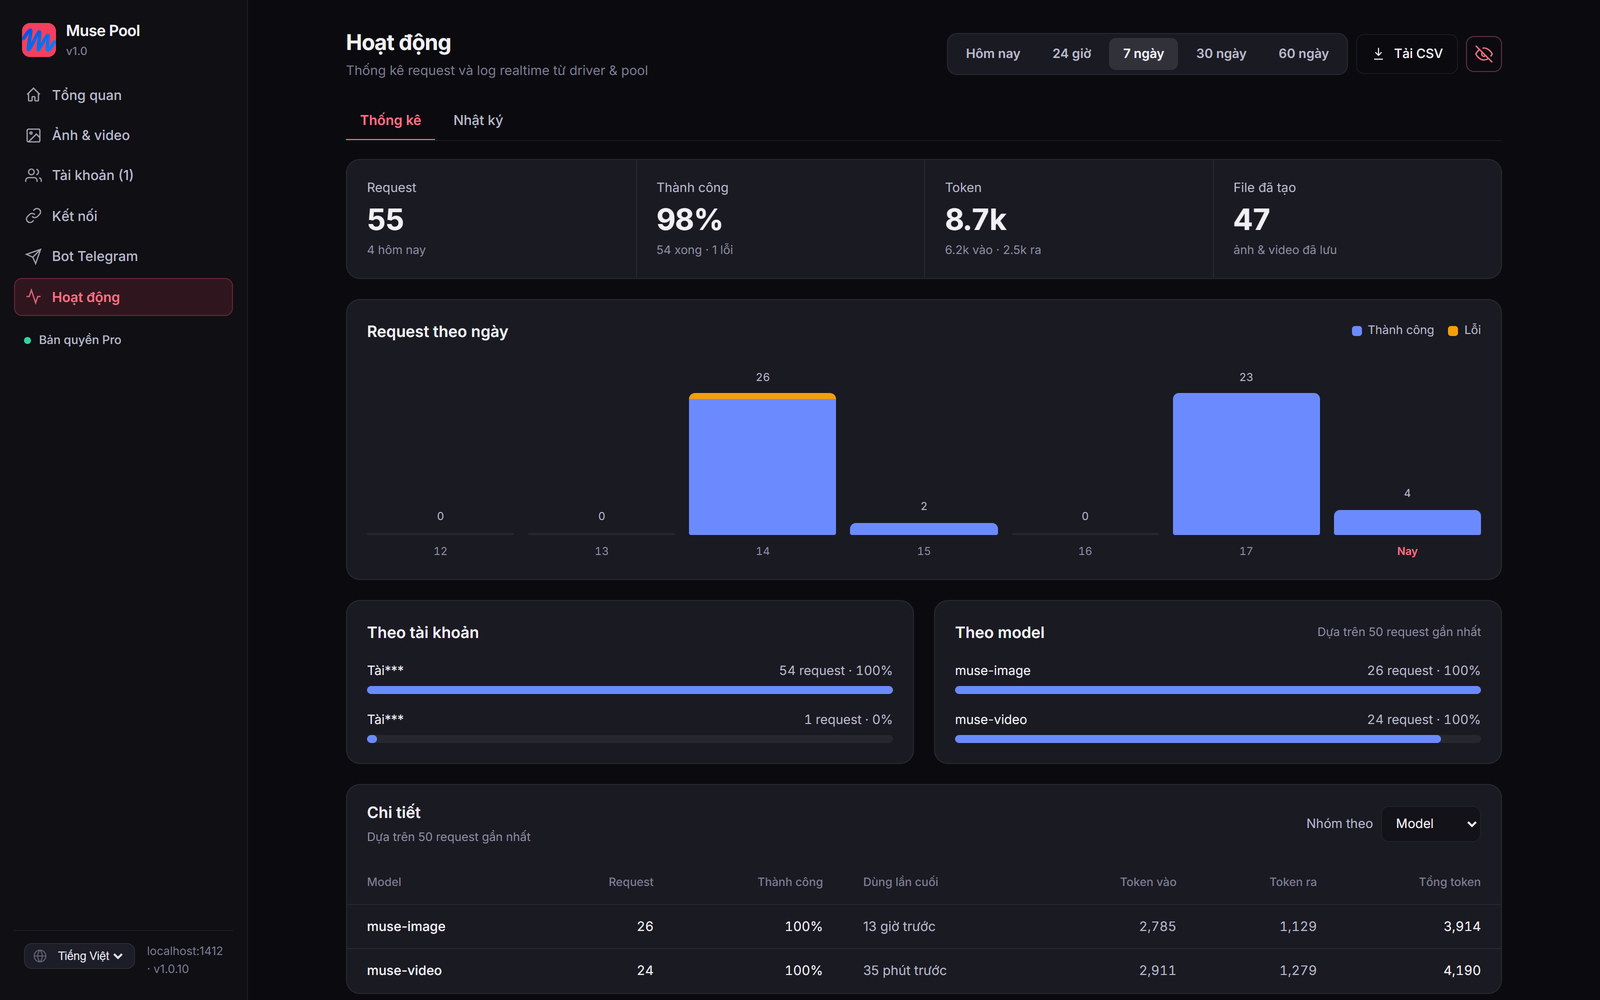 Muse Pool
v1.0
Tổng quan
Ảnh & video
Tài khoản (1)
Kết nối
Bot Telegram
Hoạt động
Bản quyền Pro
Tiếng Việt
localhost:1412
· v1.0.10
Hoạt động
Thống kê request và log realtime từ driver & pool
Hôm nay
24 giờ
7 ngày
30 ngày
60 ngày
Tải CSV
Thống kê
Nhật ký
Request
55
4 hôm nay
Thành công
98%
54 xong · 1 lỗi
Token
8.7k
6.2k vào · 2.5k ra
File đã tạo
47
ảnh & video đã lưu
Request theo ngày
Thành công
Lỗi
0
0
26
2
0
23
4
12
13
14
15
16
17
Nay
Theo tài khoản
Tài***
54 request · 100%
Tài***
1 request · 0%
Theo model
Dựa trên 50 request gần nhất
muse-image
26 request · 100%
muse-video
24 request · 100%
Chi tiết
Dựa trên 50 request gần nhất
Nhóm theo
Model
Model Request Thành công Dùng lần cuối Token vào Token ra Tổng token
muse-image 26 100% 13 giờ trước 2,785 1,129 3,914
muse-video 24 100% 35 phút trước 2,911 1,279 4,190